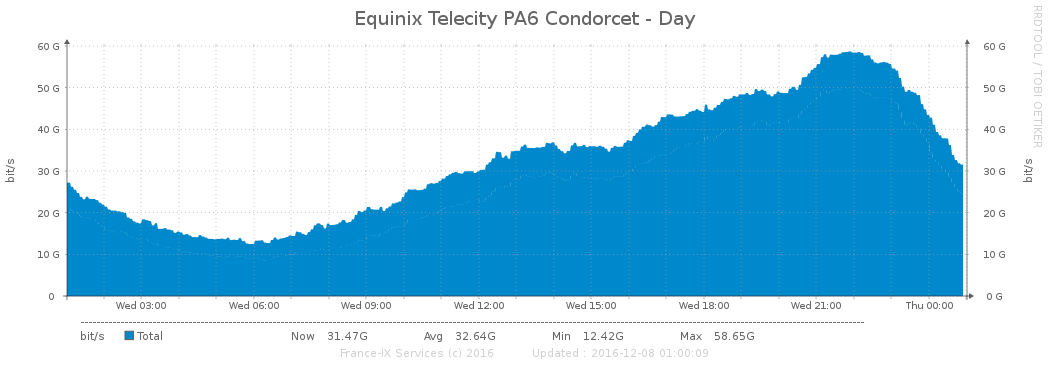 Equinix Telecity PA6 Condorcet - Day
RRDTOOL / TOBI OETIKER
60 G 60 G
50 G 50 G
40 G 40 G
30 G 30 G
20 G 20 G
10 G 10 G
0 0 G
bit/s bit/s
Wed 03:00 Wed 06:00 Wed 09:00 Wed 12:00 Wed 15:00 Wed 18:00 Wed 21:00 Thu 00:00
bit/s Total Now 31.47G Avg 32.64G Min 12.42G Max 58.65G
France-IX Services (c) 2016 Updated : 2016-12-08 01:00:09